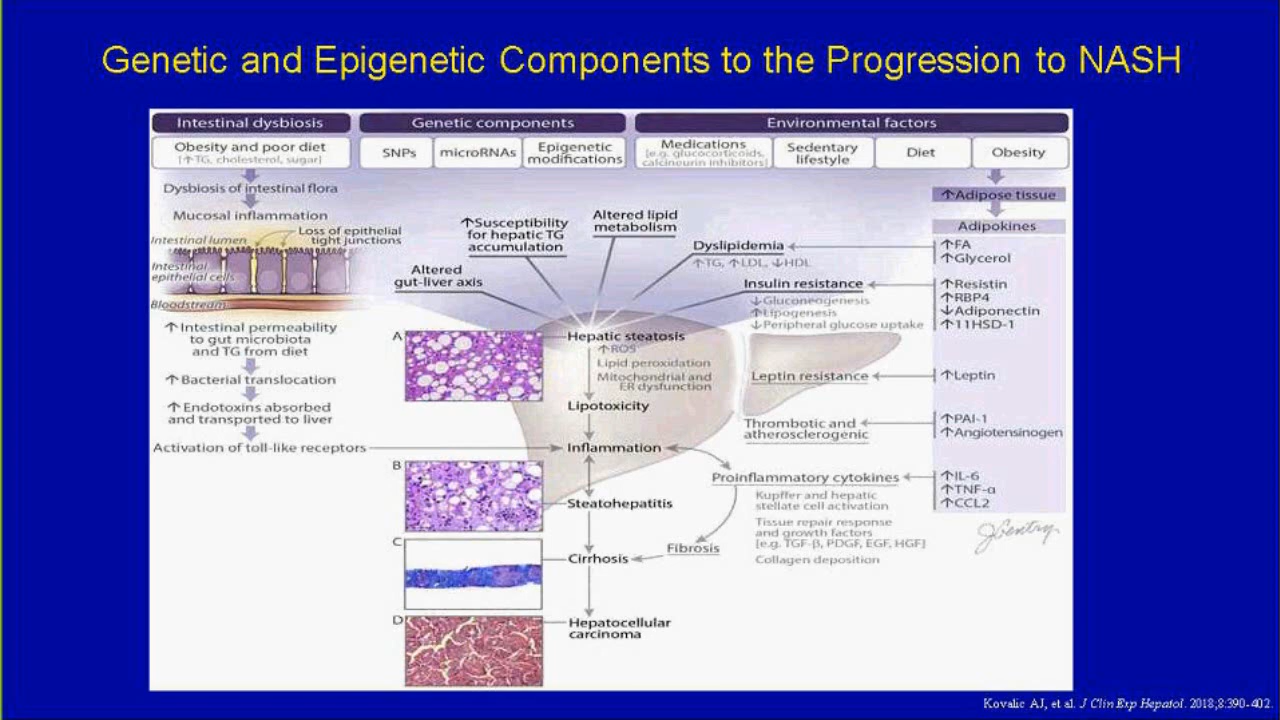 Genetic and Epigenetic Components to the Progression to NASH
Intestinal dysbiosis
Obesity and poor diet
[↑TG, cholesterol, sugar]
Dysbiosis of intestinal flora
Mucosal inflammation
Intestinal lumen
Loss of epithelial
tight junctions
Intestinal
epithelial cells
Bloodstream
↑Intestinal permeability
to gut microbiota
and TG from diet
↑Bacterial translocation
↑Endotoxins absorbed
and transported to liver
Activation of toll-like receptors
Genetic components
SNPs
microRNAs
Epigenetic
modifications
Environmental factors
Medications
[e.g. glucocorticoids,
calcineurin inhibitors]
Sedentary
lifestyle
Diet
Obesity
↑Adipose tissue
Adipokines
↑FA
↑Glycerol
↑Resistin
↑RBP4
↓Adiponectin
↑11HSD-1
↑Leptin
↑PAI-1
↑Angiotensinogen
↑IL-6
↑TNF-α
↑CCL2
Altered
gut-liver axis
↑Susceptibility
for hepatic TG
accumulation
Altered lipid
metabolism
Dyslipidemia
↑TG, ↑LDL, ↓HDL
Insulin resistance
↓Gluconeogenesis
↑Lipogenesis
↓Peripheral glucose uptake
Leptin resistance
Thrombotic and
atherosclerogenic
Proinflammatory cytokines
Kupffer and hepatic
stellate cell activation
Tissue repair response
and growth factors
[e.g. TGF-β, PDGF, EGF, HGF]
Collagen deposition
Fibrosis
A
Hepatic steatosis
↑ROS
Lipid peroxidation
Mitochondrial and
ER dysfunction
Lipotoxicity
Inflammation
B
Steatohepatitis
C
Cirrhosis
D
Hepatocellular
carcinoma
JGentry
Kovalic AJ, et al. J Clin Exp Hepatol. 2018;8:390-402.